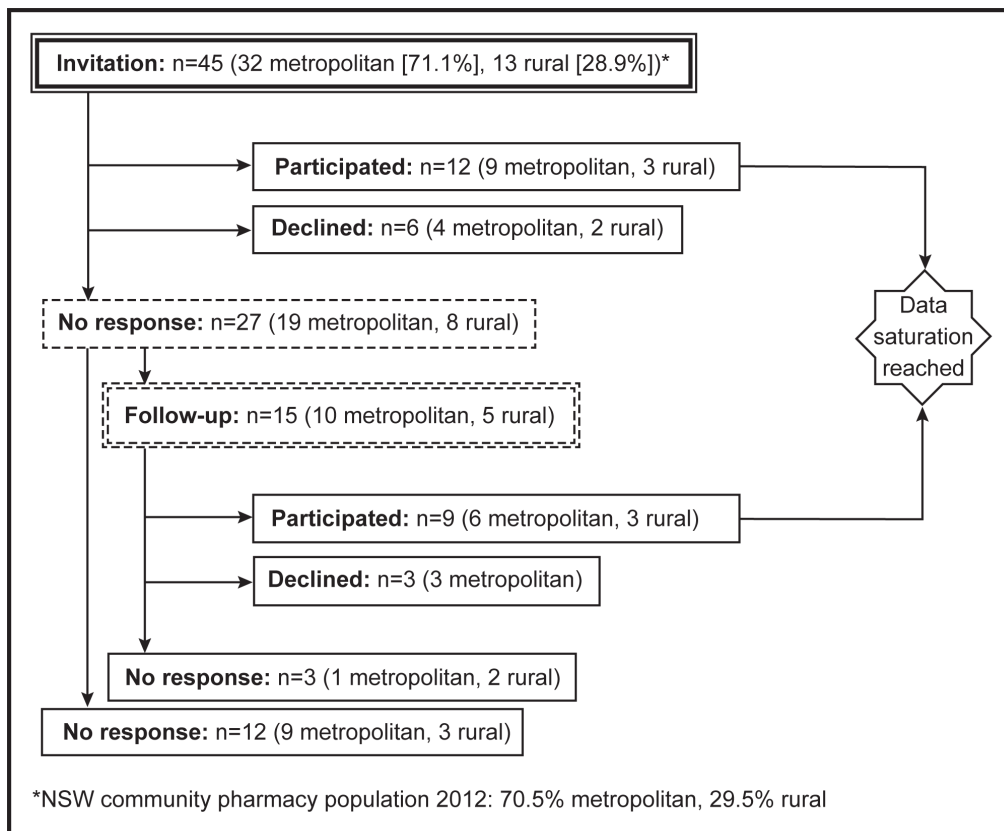 Invitation: n=45 (32 metropolitan [71.1%], 13 rural [28.9%])*
Participated: n=12 (9 metropolitan, 3 rural)
Declined: n=6 (4 metropolitan, 2 rural)
No response: n=27 (19 metropolitan, 8 rural)
Data
saturation
reached
Follow-up: n=15 (10 metropolitan, 5 rural)
Participated: n=9 (6 metropolitan, 3 rural)
Declined: n=3 (3 metropolitan)
No response: n=3 (1 metropolitan, 2 rural)
No response: n=12 (9 metropolitan, 3 rural)
*NSW community pharmacy population 2012: 70.5% metropolitan, 29.5% rural